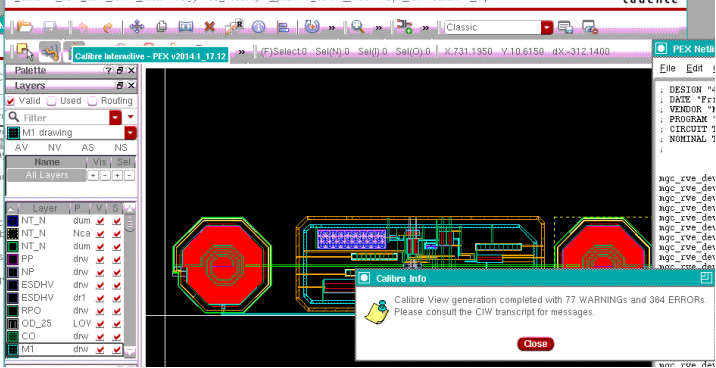 cadence
Classic
Calibre Interactive - PEX v2014.1_17.12
(F)Select:0 Sel(N):0 Sel(I):0 Sel(O):0 X:731.1950 Y:10.6150 dX:-312.1400
PEX Netli
File Edit
Palette
Layers
Valid Used Routing
Filter
M1 drawing
AV NV AS NS
Name Vis Sel
All Layers + - + -
Layer P V S
NT_N dum
NT_N Nca
NT_N dum
PP drw
NP drw
ESDHV drw
ESDHV dr1
RPO drw
OD_25 LOV
CO drw
M1 drw
; DESIGN "4
; DATE "Fri
; VENDOR "M
; PROGRAM "
; CIRCUIT T
; NOMINAL T
;
mgc_rve_dev
mgc_rve_dev
mgc_rve_dev
mgc_rve_dev
mgc_rve_dev
mgc_rve_dev
mgc_rve_dev
mgc_rve_dev
mgc_rve_dev
mgc_rve_dev
Calibre Info
Calibre View generation completed with 77 WARNINGs and 364 ERRORs.
Please consult the CIW transcript for messages.
Close